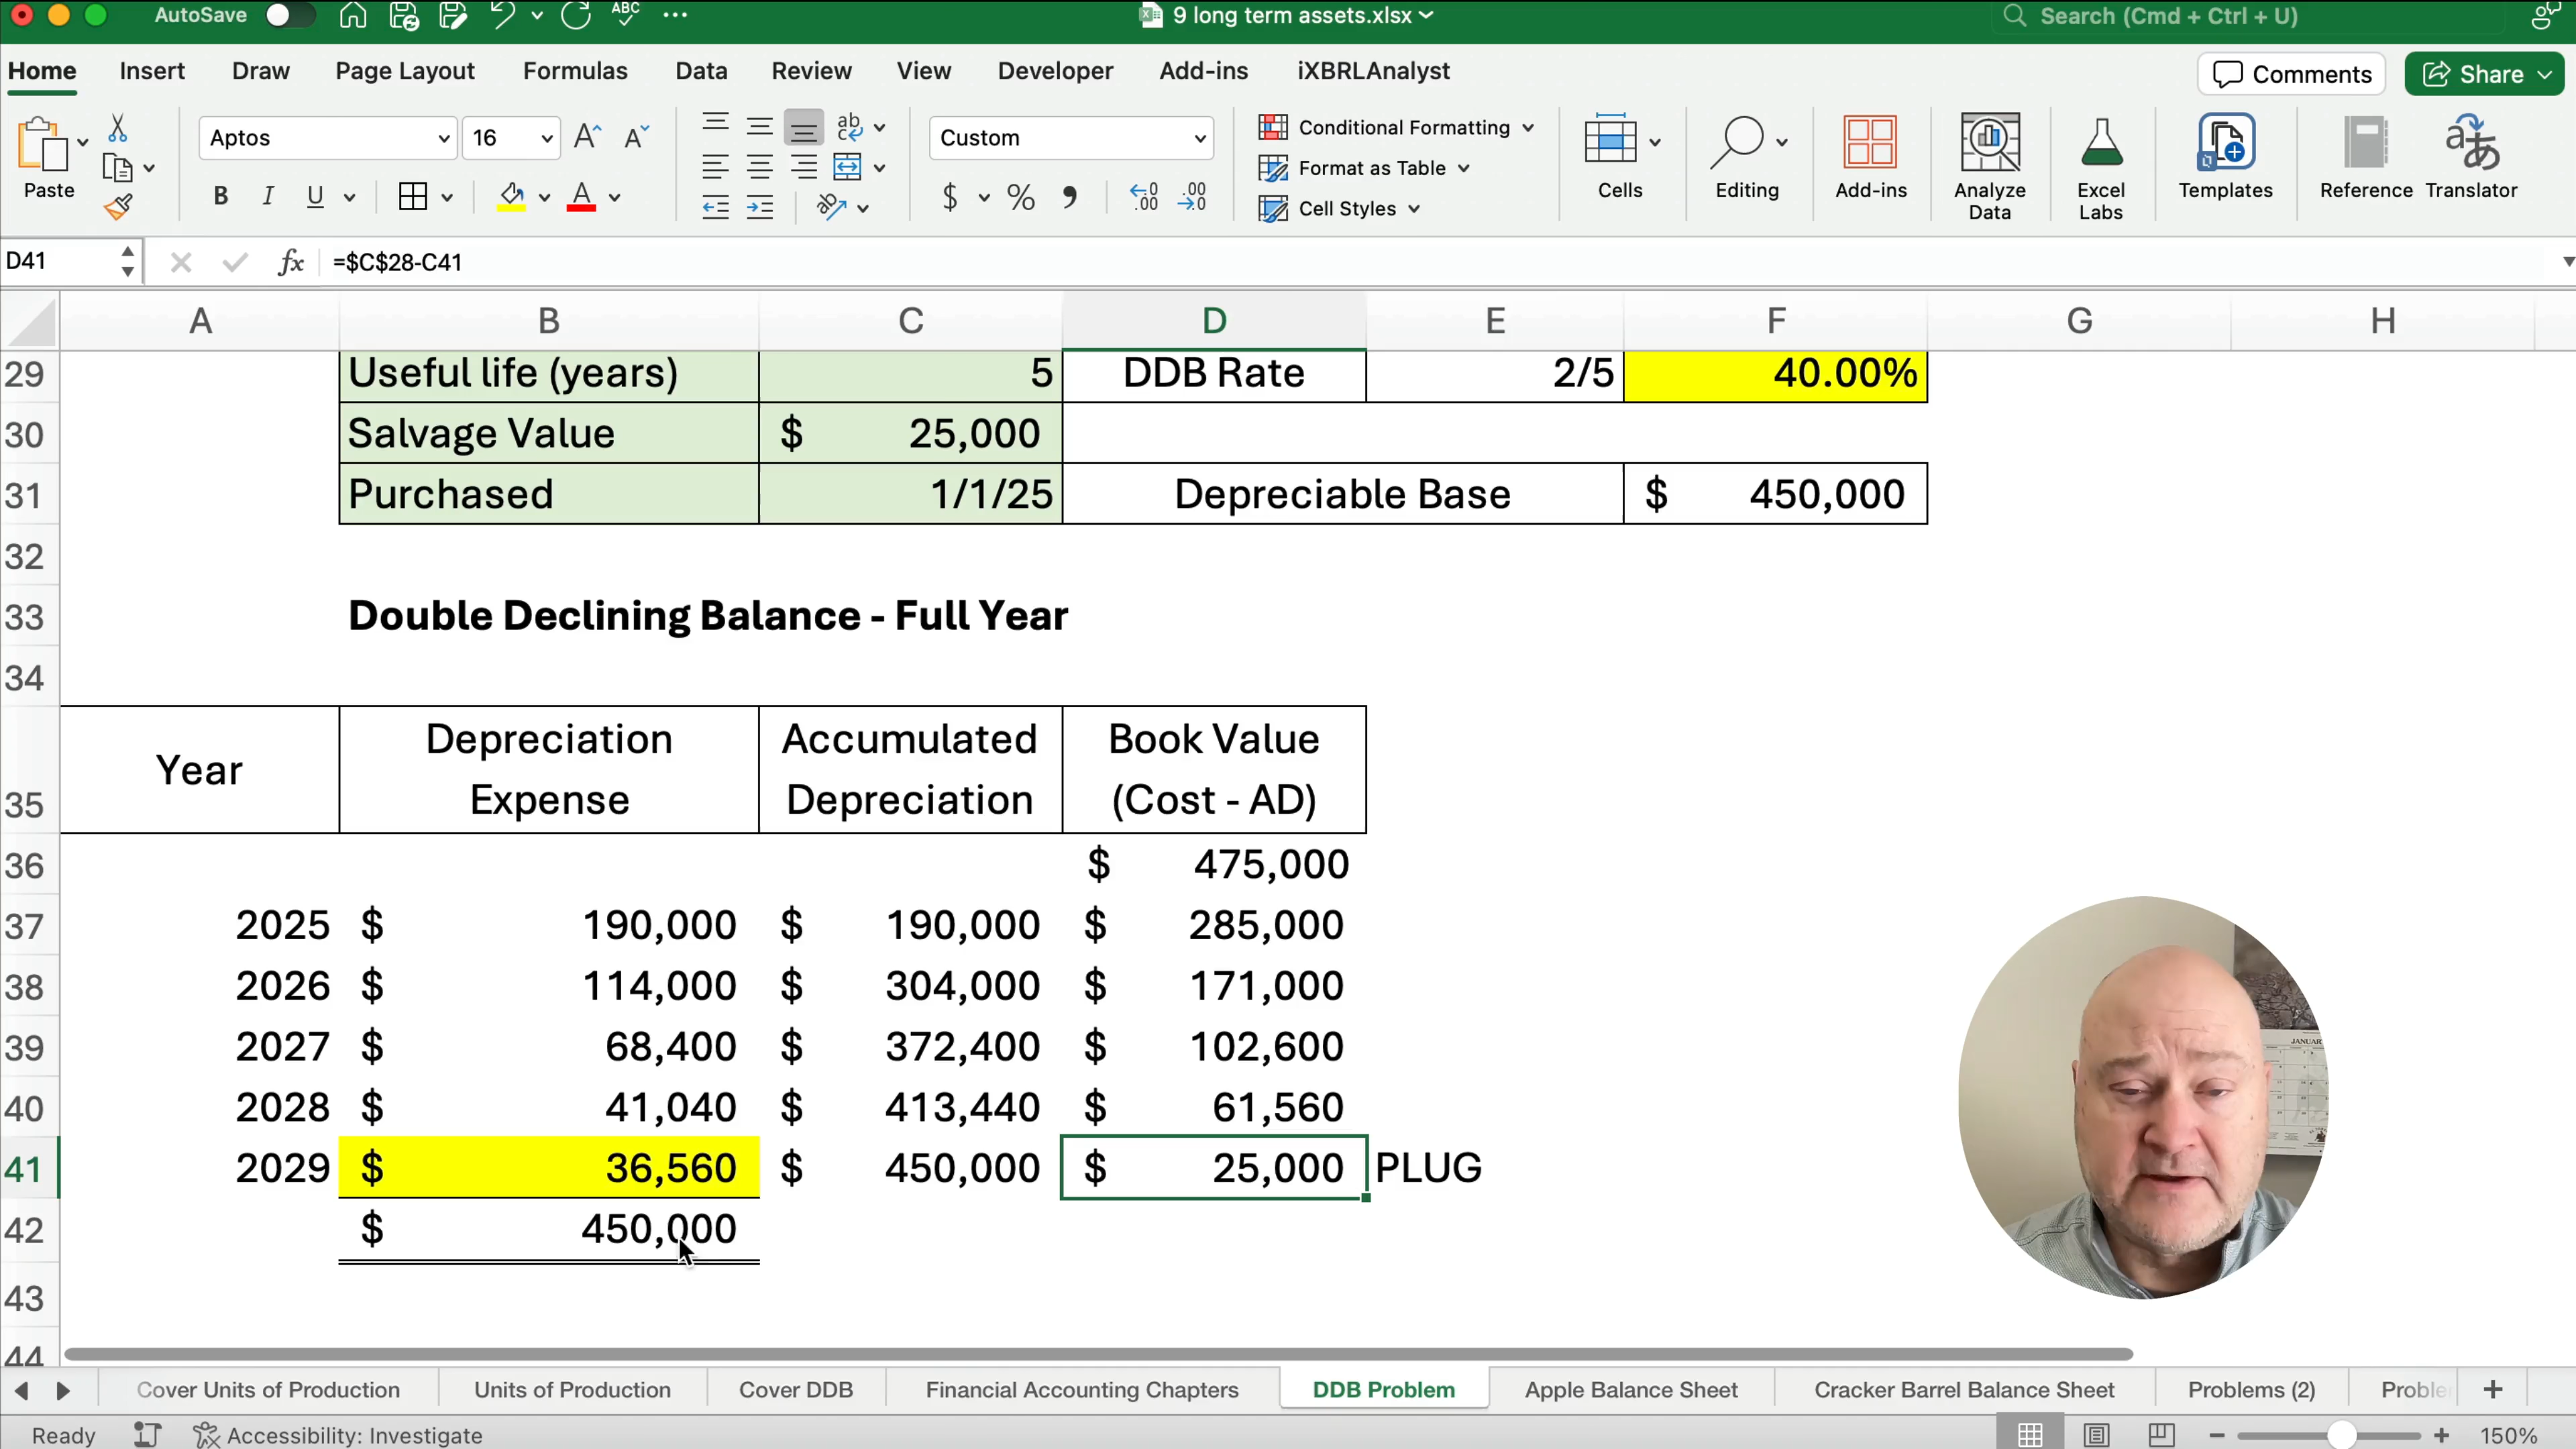 AutoSave ABC 9 long term assets.xlsx Search (Cmd + Ctrl + U)
Home Insert Draw Page Layout Formulas Data Review View Developer Add-ins iXBRLAnalyst Comments Share
Paste Aptos 16 Custom Conditional Formatting Format as Table Cell Styles Cells Editing Add-ins Analyze Data Excel Labs Templates Reference Translator
D41 fx =$C$28-C41
A B C D E F G H
29 Useful life (years) 5 DDB Rate 2/5 40.00%
30 Salvage Value $ 25,000
31 Purchased 1/1/25 Depreciable Base $ 450,000
32
33 Double Declining Balance - Full Year
34
35 Year Depreciation Expense Accumulated Depreciation Book Value (Cost - AD)
36 $ 475,000
37 2025 $ 190,000 $ 190,000 $ 285,000
38 2026 $ 114,000 $ 304,000 $ 171,000
39 2027 $ 68,400 $ 372,400 $ 102,600
40 2028 $ 41,040 $ 413,440 $ 61,560
41 2029 $ 36,560 $ 450,000 $ 25,000 PLUG
42 $ 450,000
43
44
Cover Units of Production Units of Production Cover DDB Financial Accounting Chapters DDB Problem Apple Balance Sheet Cracker Barrel Balance Sheet Problems (2)
Ready Accessibility: Investigate 150%